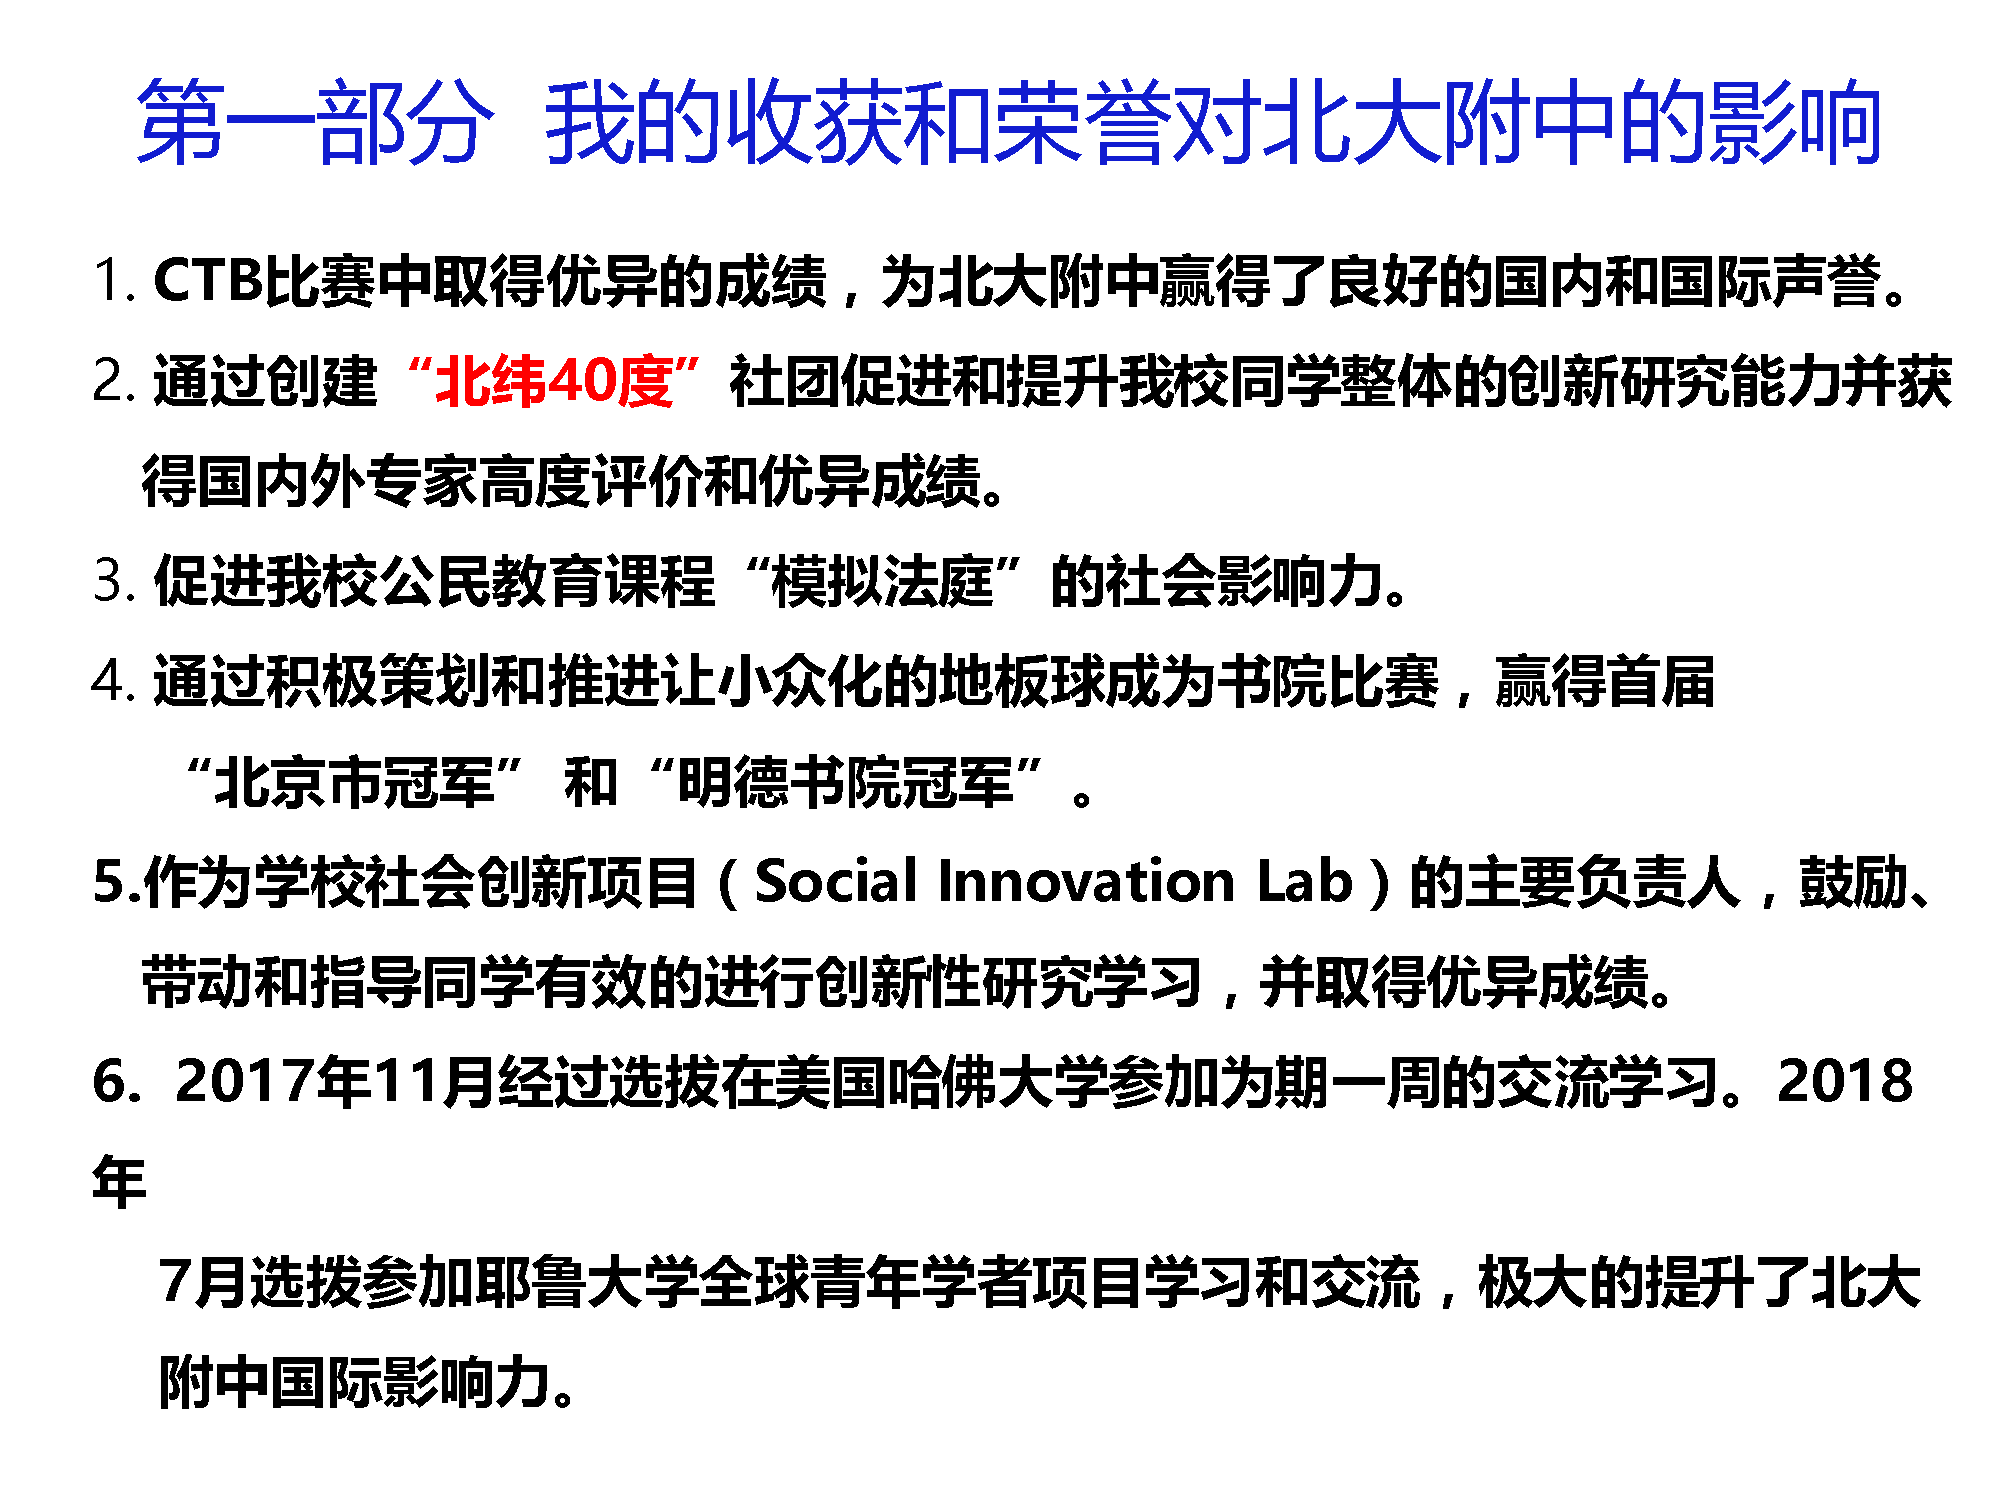 第一部分 我的收获和荣誉对北大附中的影响
1. CTB比赛中取得优异的成绩，为北大附中赢得了良好的国内和国际声誉。
2. 通过创建“北纬40度”社团促进和提升我校同学整体的创新研究能力并获
得国内外专家高度评价和优异成绩。
3. 促进我校公民教育课程“模拟法庭”的社会影响力。
4. 通过积极策划和推进让小众化的地板球成为书院比赛，赢得首届
“北京市冠军” 和“明德书院冠军”。
5.作为学校社会创新项目（Social Innovation Lab）的主要负责人，鼓励、
带动和指导同学有效的进行创新性研究学习，并取得优异成绩。
6. 2017年11月经过选拔在美国哈佛大学参加为期一周的交流学习。2018
年
7月选拨参加耶鲁大学全球青年学者项目学习和交流，极大的提升了北大
附中国际影响力。